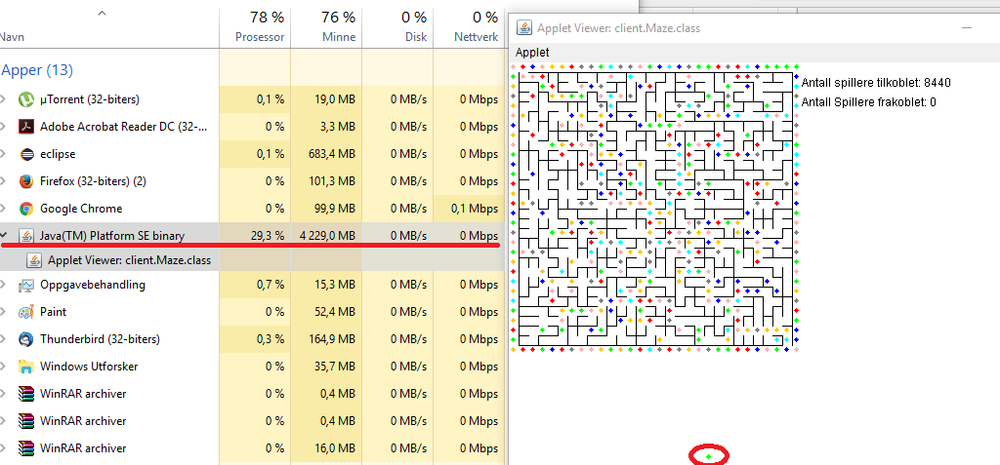 78 % 76 % 0 % 0 %
Navn Prosessor Minne Disk Nettverk
Apper (13)
µTorrent (32-biters) 0,1 % 19,0 MB 0 MB/s 0 Mbps
Adobe Acrobat Reader DC (32-... 0 % 3,3 MB 0 MB/s 0 Mbps
eclipse 0,1 % 683,4 MB 0 MB/s 0 Mbps
Firefox (32-biters) (2) 0 % 101,3 MB 0 MB/s 0 Mbps
Google Chrome 0 % 99,9 MB 0 MB/s 0,1 Mbps
Java(TM) Platform SE binary 29,3 % 4 229,0 MB 0 MB/s 0 Mbps
Applet Viewer: client.Maze.class
Oppgavebehandling 0,7 % 15,3 MB 0 MB/s 0 Mbps
Paint 0 % 52,4 MB 0 MB/s 0 Mbps
Thunderbird (32-biters) 0,3 % 164,9 MB 0 MB/s 0 Mbps
Windows Utforsker 0 % 35,7 MB 0 MB/s 0 Mbps
WinRAR archiver 0 % 0,4 MB 0 MB/s 0 Mbps
WinRAR archiver 0 % 0,4 MB 0 MB/s 0 Mbps
WinRAR archiver 0 % 16,0 MB 0 MB/s 0 Mbps
Applet Viewer: client.Maze.class
Applet
Antall spillere tilkoblet: 8440
Antall Spillere frakoblet: 0